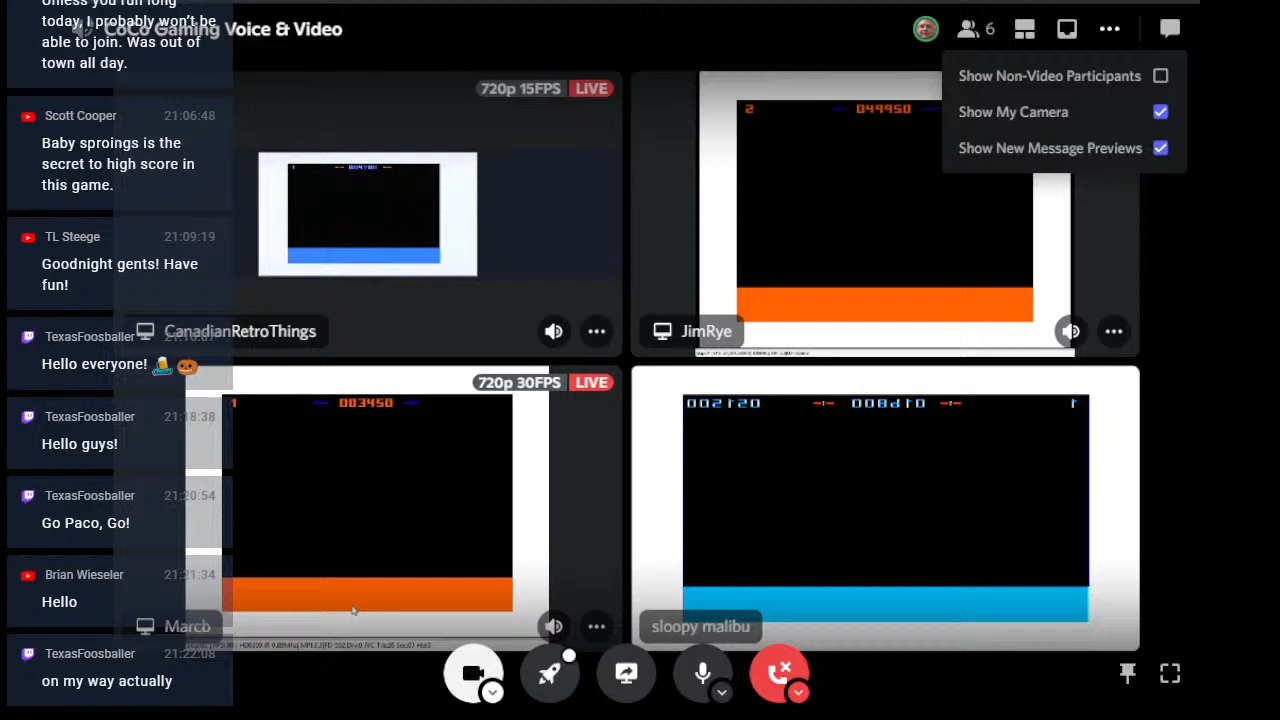 Unless you run long
today, I probably won't be
able to join. Was out of
town all day.
Scott Cooper 21:06:48
Baby sproings is the
secret to high score in
this game.
TL Steege 21:09:19
Goodnight gents! Have
fun!
TexasFoosballer
Hello everyone!
TexasFoosballer 21:18:38
Hello guys!
TexasFoosballer 21:20:54
Go Paco, Go!
Brian Wieseler 21:21:34
Hello
TexasFoosballer 21:22:08
on my way actually
CoCo Gaming Voice & Video
6
Show Non-Video Participants
Show My Camera
Show New Message Previews
720p 15FPS LIVE
1
CanadianRetroThings
2 049950
JimRye
720p 30FPS LIVE
1 003450
Marcb
sloopy malibu